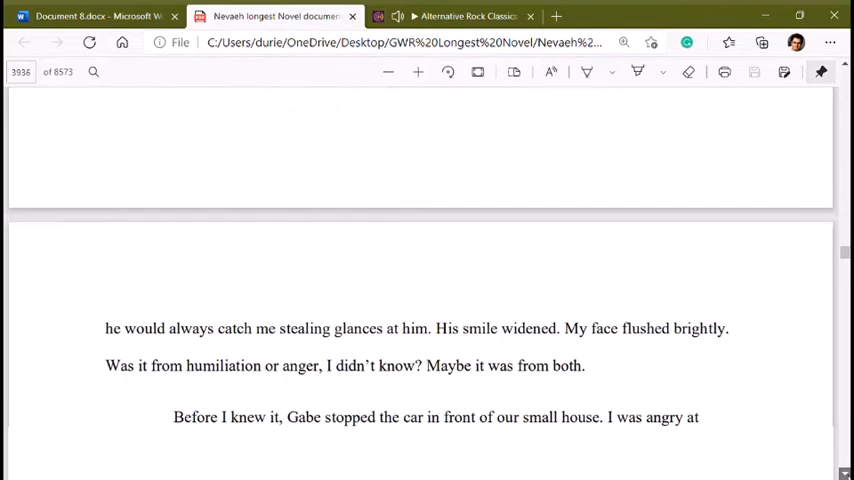 Document 8.docx - Microsoft W
Nevaeh longest Novel documen
Alternative Rock Classics
File
C:/Users/durie/OneDrive/Desktop/GWR%20Longest%20Novel/Nevaeh%2...
3936 of 8573
he would always catch me stealing glances at him. His smile widened. My face flushed brightly.
Was it from humiliation or anger, I didn’t know? Maybe it was from both.
Before I knew it, Gabe stopped the car in front of our small house. I was angry at